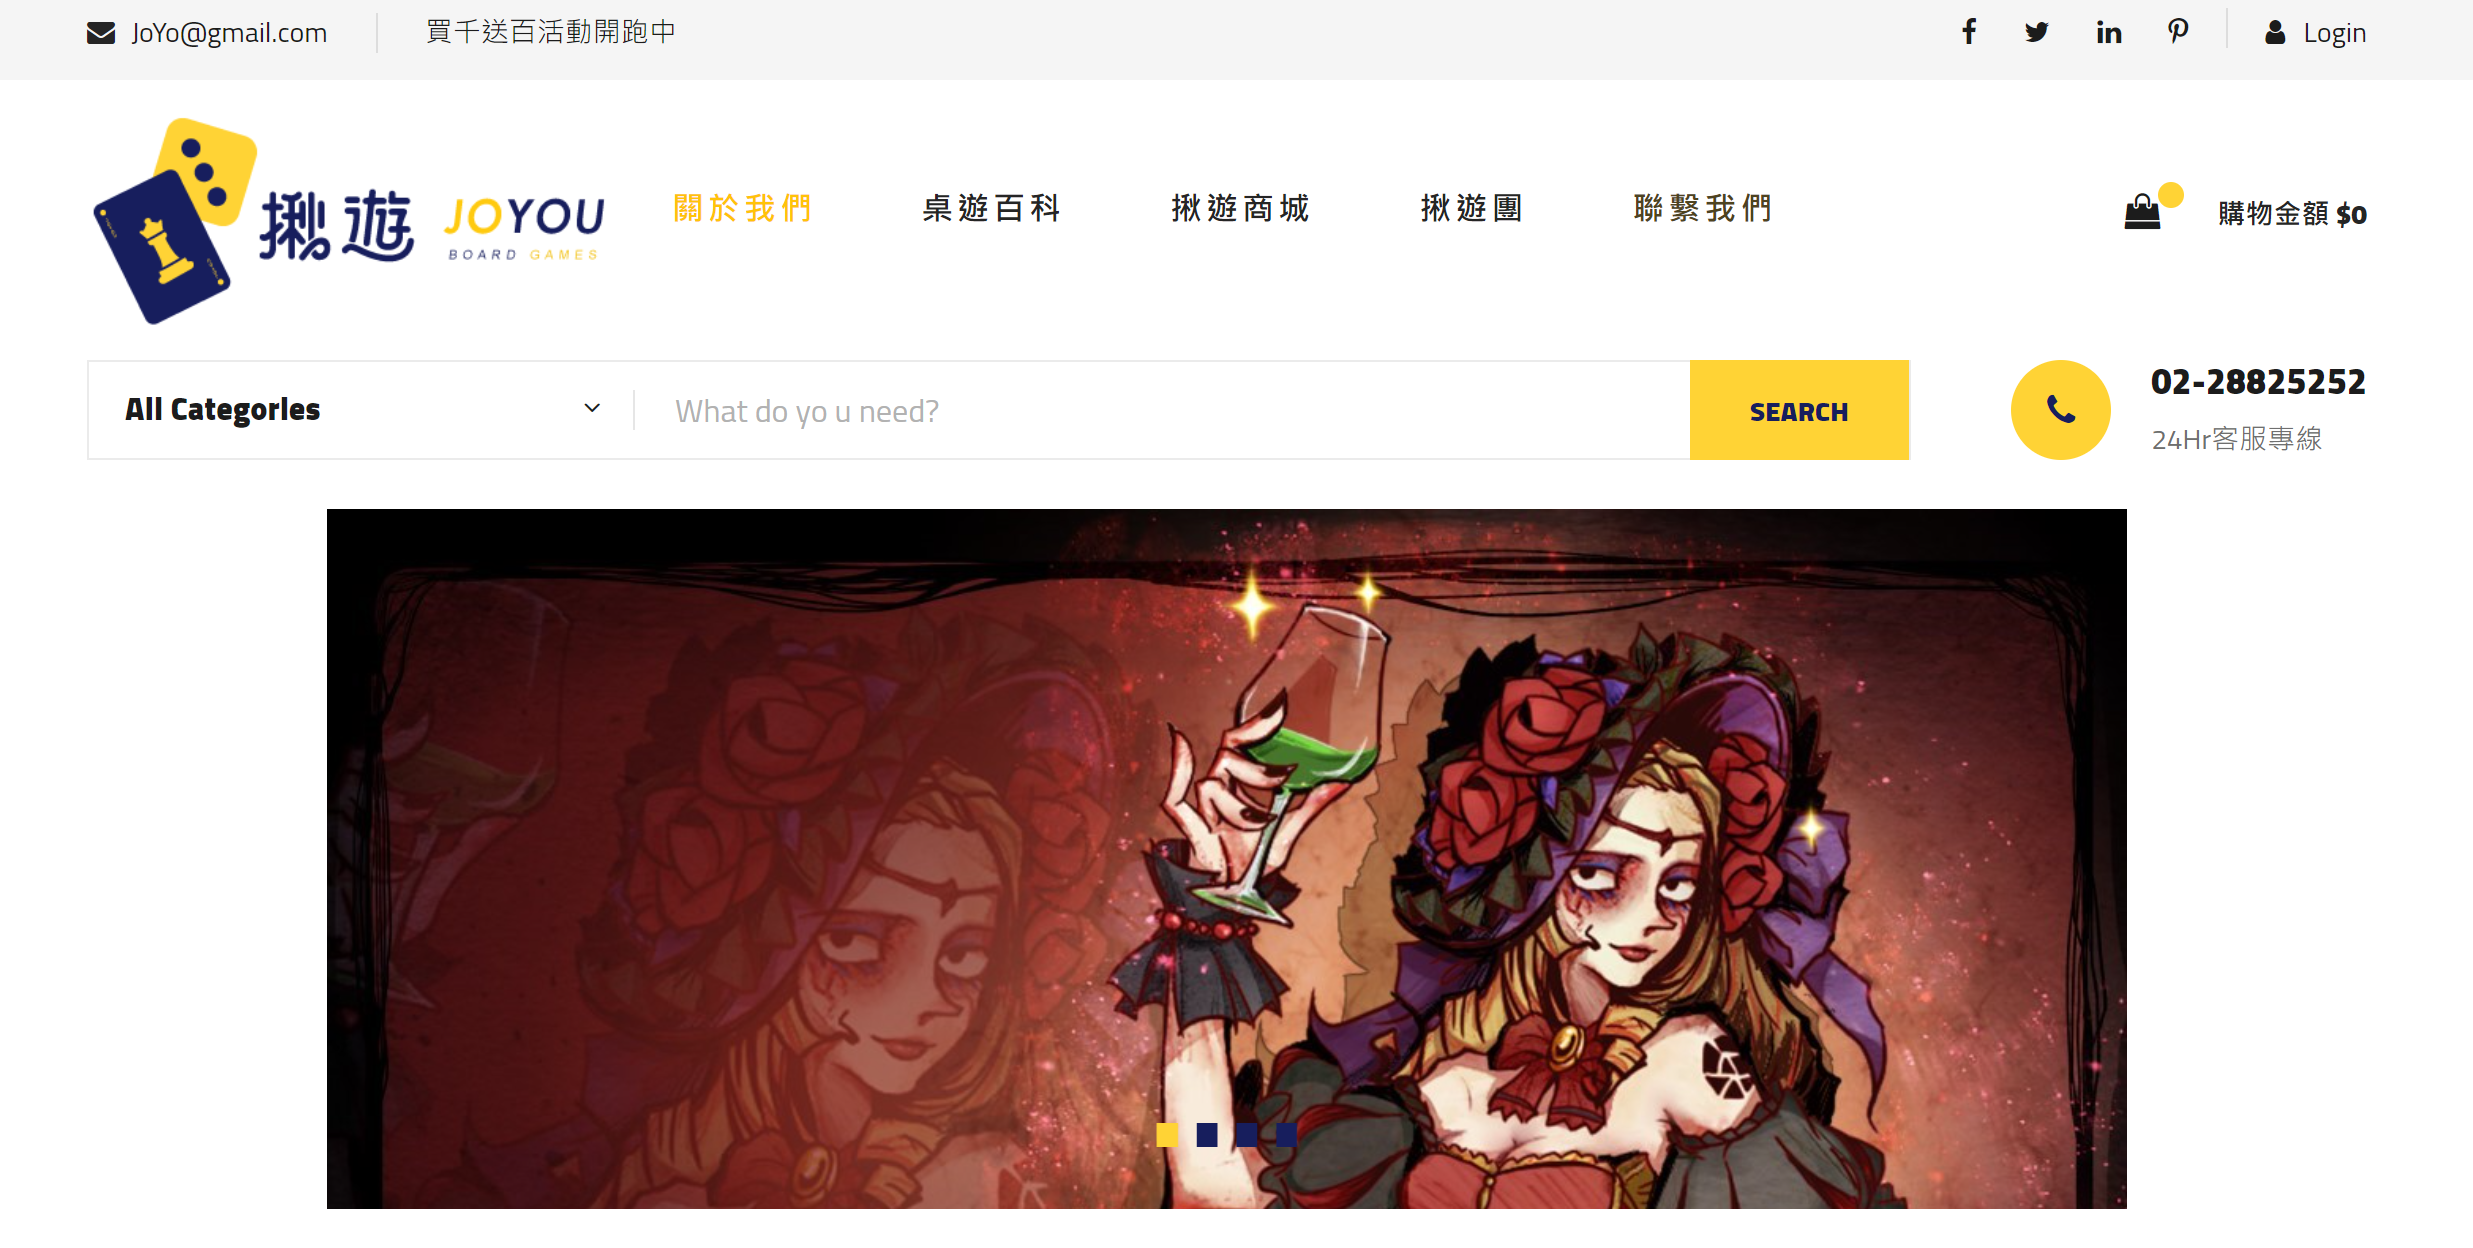 JoYo@gmail.com
買千送百活動開跑中
Login
揪遊 JOYOU
BOARD GAMES
關於我們
桌遊百科
揪遊商城
揪遊團
聯繫我們
購物金額 $0
All Categories
What do yo u need?
SEARCH
02-28825252
24Hr客服專線